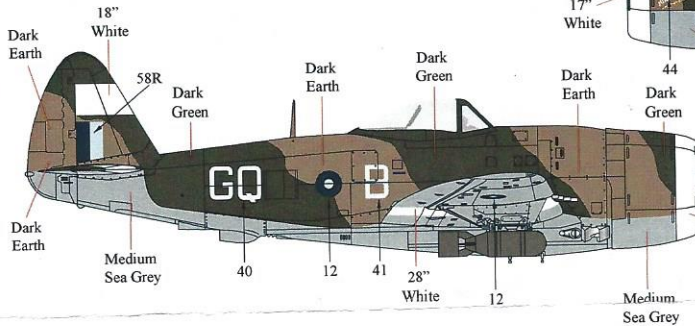 18”
White
17”
White
44
Dark
Earth
58R
Dark
Green
Dark
Earth
Dark
Green
Dark
Earth
Dark
Green
GQ
B
Dark
Earth
Medium
Sea Grey
40
12
41
28”
White
12
Medium
Sea Grey